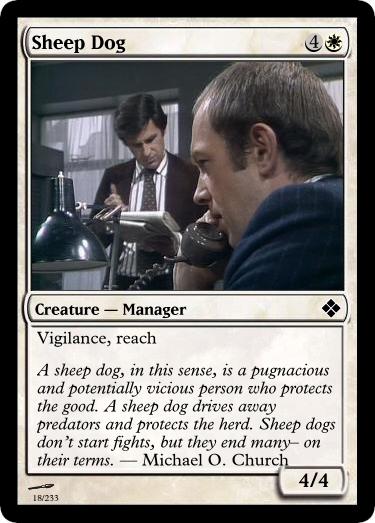 Sheep Dog 4
Creature — Manager
Vigilance, reach
A sheep dog, in this sense, is a pugnacious
and potentially vicious person who protects
the good. A sheep dog drives away
predators and protects the herd. Sheep dogs
don't start fights, but they end many– on
their terms. — Michael O. Church
4/4
18/233